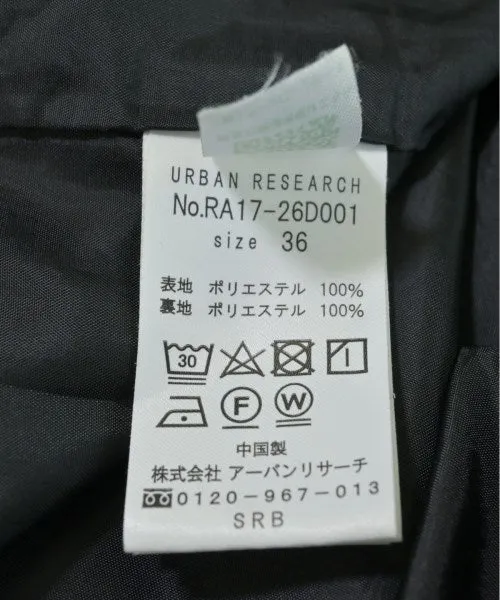 URBAN RESEARCH
No.RA17-26D001
size 36
表地 ポリエステル 100%
裏地 ポリエステル 100%
30
F W
中国製
株式会社 アーバンリサーチ
0120-967-013
SRB